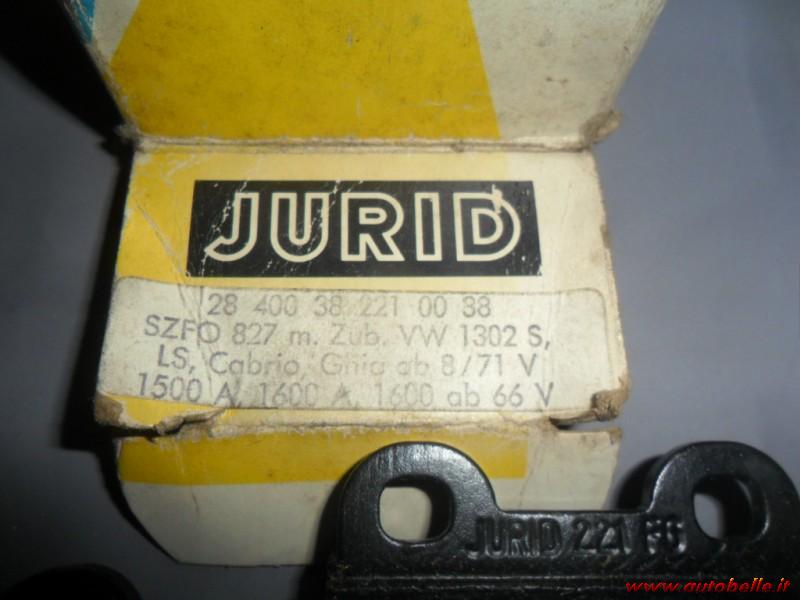 JURID
28 400 38 221 00 38
SZFO 827 m. Zub. VW 1302 S,
LS, Cabrio, Ghia ab 8/71 V
1500 A, 1600 A, 1600 ab 66 V
JURID 221 FG
www.autobelle.it